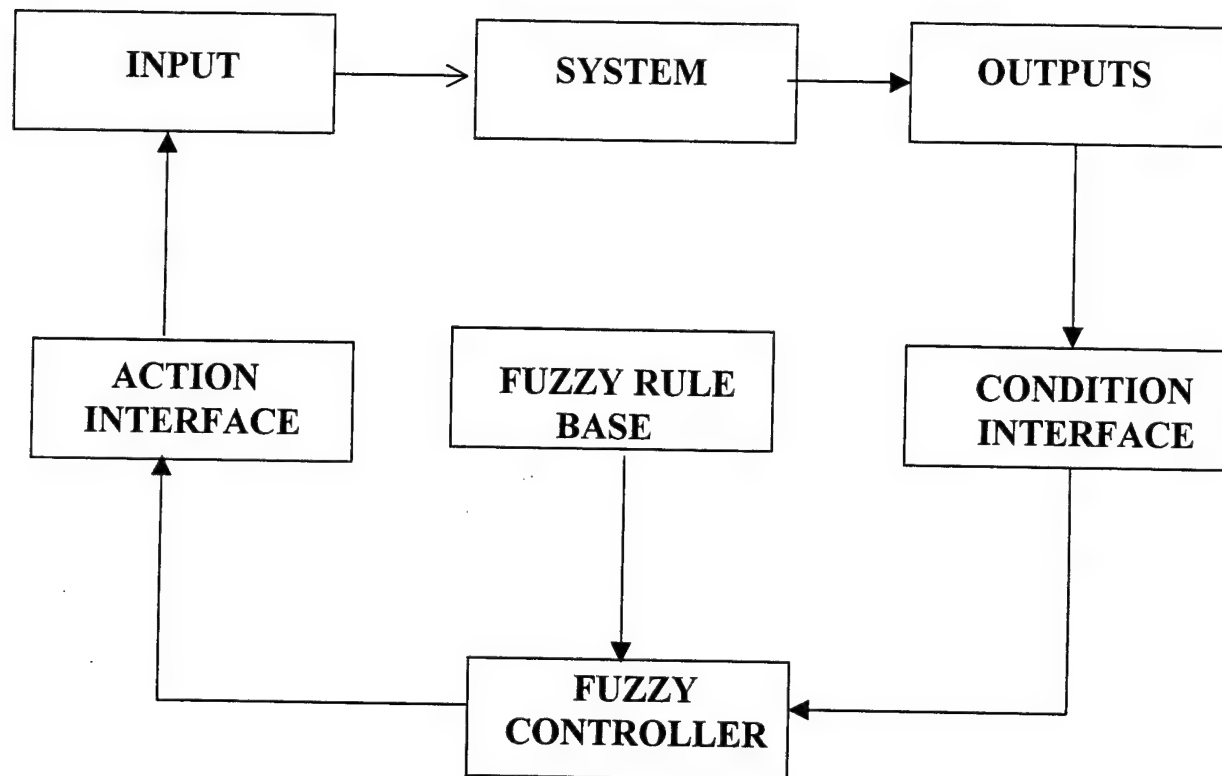 INPUT
SYSTEM
OUTPUTS
ACTION
INTERFACE
FUZZY RULE
BASE
CONDITION
INTERFACE
FUZZY
CONTROLLER